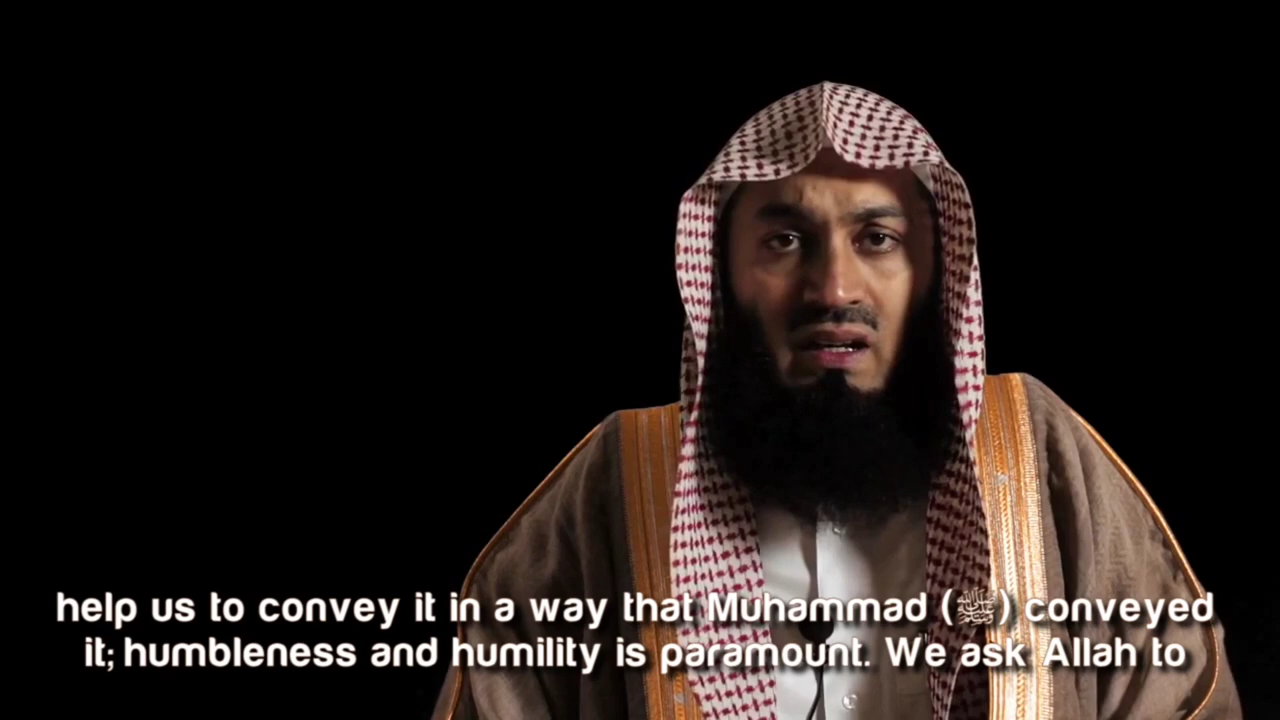 help us to convey it in a way that Muhammad (ﷺ) conveyed
it; humbleness and humility is paramount. We ask Allah to